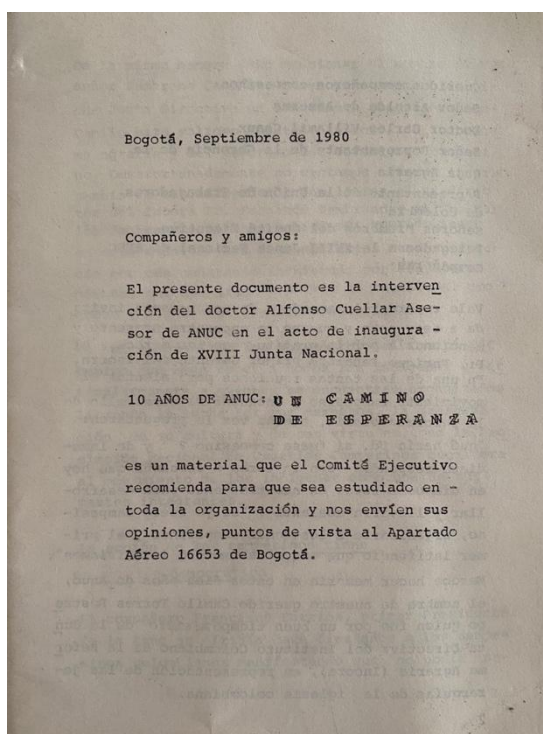 Bogotá, Septiembre de 1980
Compañeros y amigos:
El presente documento es la interven
ción del doctor Alfonso Cuellar Ase-
sor de ANUC en el acto de inaugura -
ción de XVIII Junta Nacional.
10 AÑOS DE ANUC: UN CAMINO
DE ESPERANZA
es un material que el Comité Ejecutivo
recomienda para que sea estudiado en -
toda la organización y nos envíen sus
opiniones, puntos de vista al Apartado
Aéreo 16653 de Bogotá.